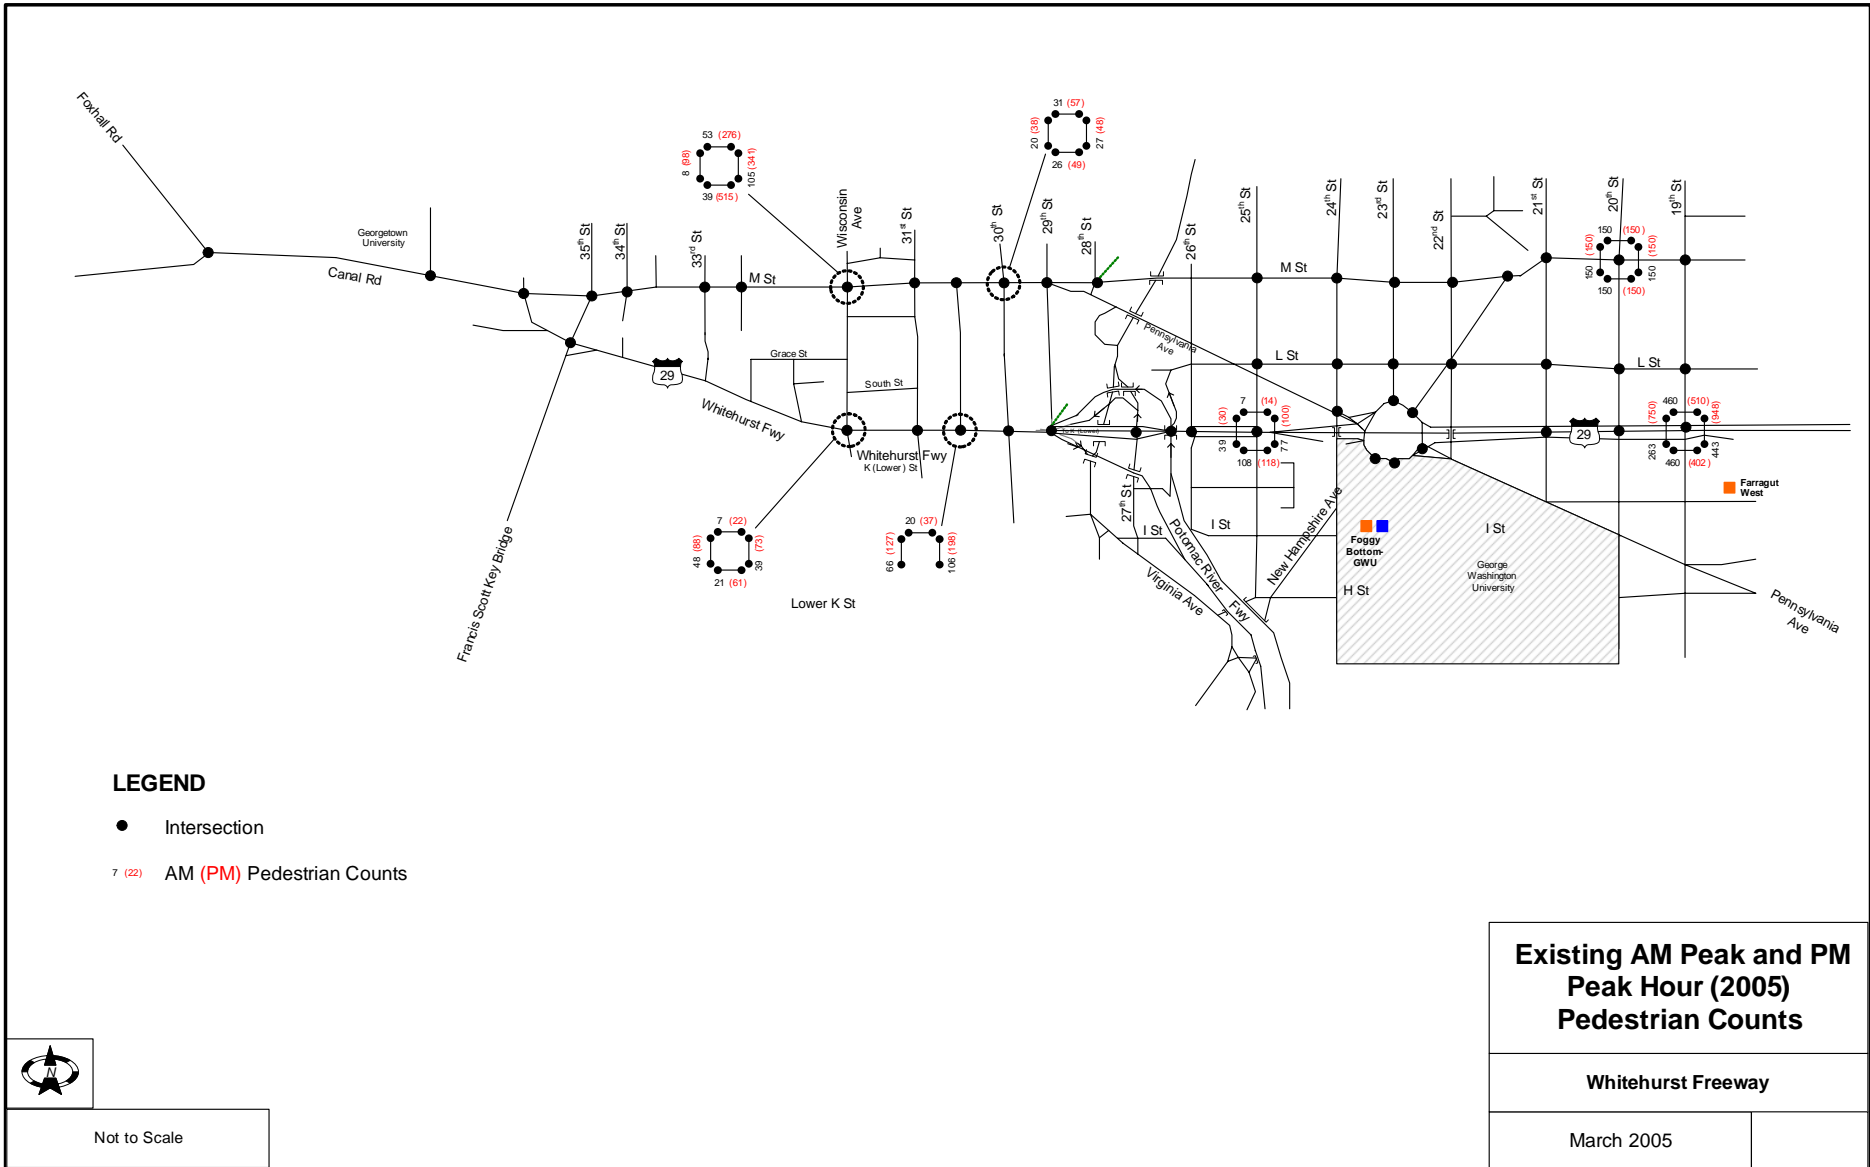 Foxhall Rd
Georgetown
University
Canal Rd
35th St
34th St
33rd St
M St
53 (276)
8 (98)
105 (341)
39 (515)
Wisconsin
Ave
31st St
30th St
29th St
28th St
31 (57)
20 (38)
27 (48)
26 (49)
26th St
25th St
24th St
23rd St
22nd St
21st St
20th St
19th St
M St
150 (150)
150 (150)
150 (150)
150 (150)
Pennsylvania
Ave
Grace St
South St
29
Whitehurst Fwy
Whitehurst Fwy
K (Lower) St
L St
L St
7 (14)
39 (30)
77 (100)
108 (118)
29
460 (510)
263 (750)
443 (948)
460 (402)
Farragut
West
Francis Scott Key Bridge
7 (22)
48 (88)
39 (73)
21 (61)
20 (37)
66 (127)
106 (198)
Lower K St
27th St
I St
I St
I St
Potomac River
Fwy
Virginia Ave
New Hampshire Ave
Foggy
Bottom-
GWU
H St
George
Washington
University
Pennsylvania
Ave
LEGEND
Intersection
7 (22) AM (PM) Pedestrian Counts
N
Not to Scale
Existing AM Peak and PM
Peak Hour (2005)
Pedestrian Counts
Whitehurst Freeway
March 2005